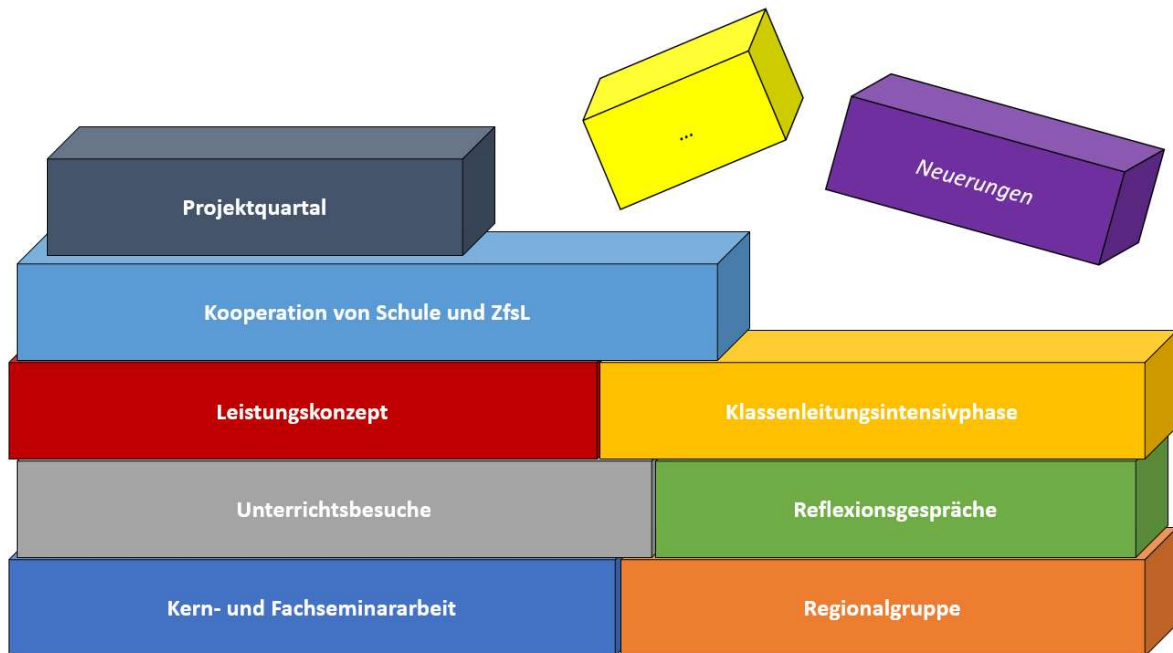 ...
Neuerungen
Projektquartal
Kooperation von Schule und ZfsL
Leistungskonzept
Klassenleitungsintensivphase
Unterrichtsbesuche
Reflexionsgespräche
Kern- und Fachseminararbeit
Regionalgruppe